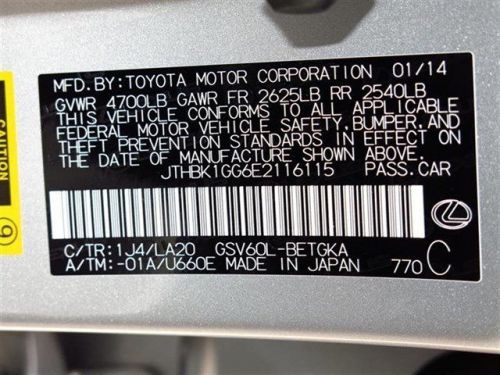 MFD. BY: TOYOTA MOTOR CORPORATION 01/14
GVWR 4700LB GAWR FR 2625LB RR 2540LB
THIS VEHICLE CONFORMS TO ALL APPLICABLE
FEDERAL MOTOR VEHICLE SAFETY, BUMPER, AND
THEFT PREVENTION STANDARDS IN EFFECT ON
THE DATE OF MANUFACTURE SHOWN ABOVE.
JTHBK1GG6E2116115 PASS. CAR
C/TR: 1J4/LA20 GSV60L-BETGKA
A/TM: -01A/U660E MADE IN JAPAN 770 C
CAUTION